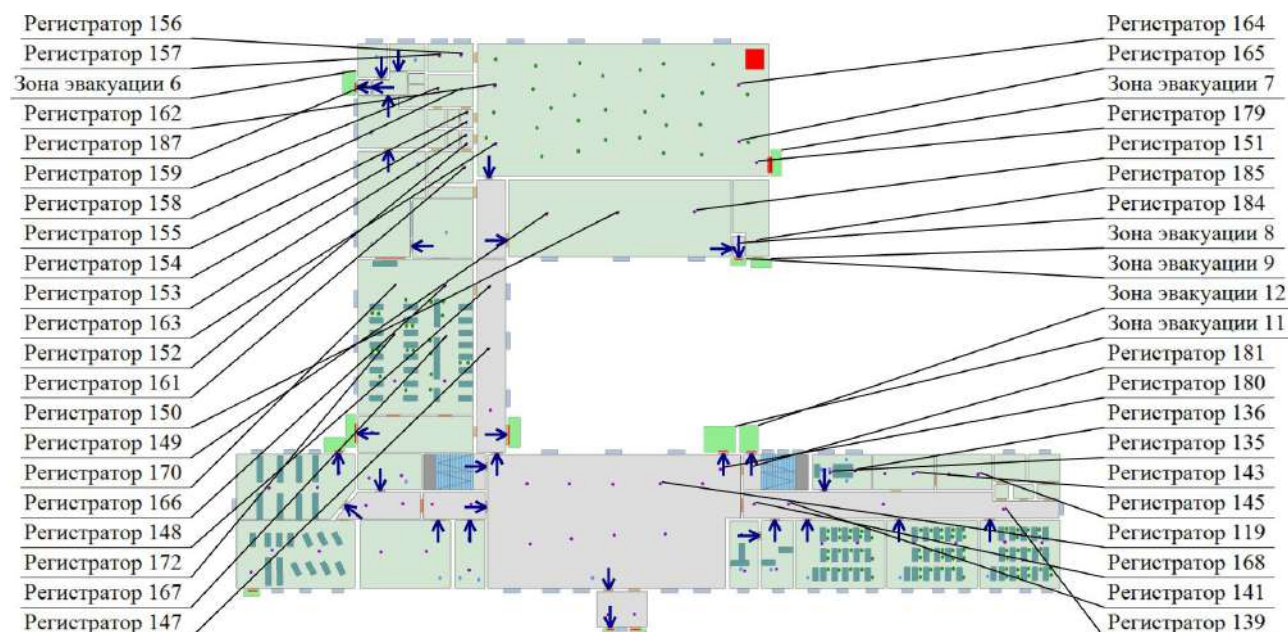 Регистратор 156
Регистратор 157
Зона эвакуации 6
Регистратор 162
Регистратор 187
Регистратор 159
Регистратор 158
Регистратор 155
Регистратор 154
Регистратор 153
Регистратор 163
Регистратор 152
Регистратор 161
Регистратор 150
Регистратор 149
Регистратор 170
Регистратор 166
Регистратор 148
Регистратор 172
Регистратор 167
Регистратор 147
Регистратор 164
Регистратор 165
Зона эвакуации 7
Регистратор 179
Регистратор 151
Регистратор 185
Регистратор 184
Зона эвакуации 8
Зона эвакуации 9
Зона эвакуации 12
Зона эвакуации 11
Регистратор 181
Регистратор 180
Регистратор 136
Регистратор 135
Регистратор 143
Регистратор 145
Регистратор 119
Регистратор 168
Регистратор 141
Регистратор 139